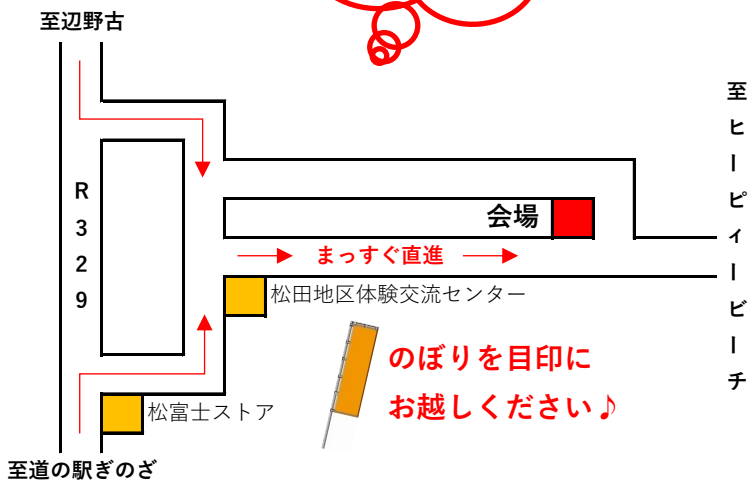 至辺野古
至ヒーピィービーチ
R329
会場
まっすぐ直進
松田地区体験交流センター
のぼりを目印に
お越しください♪
松富士ストア
至道の駅ぎのざ